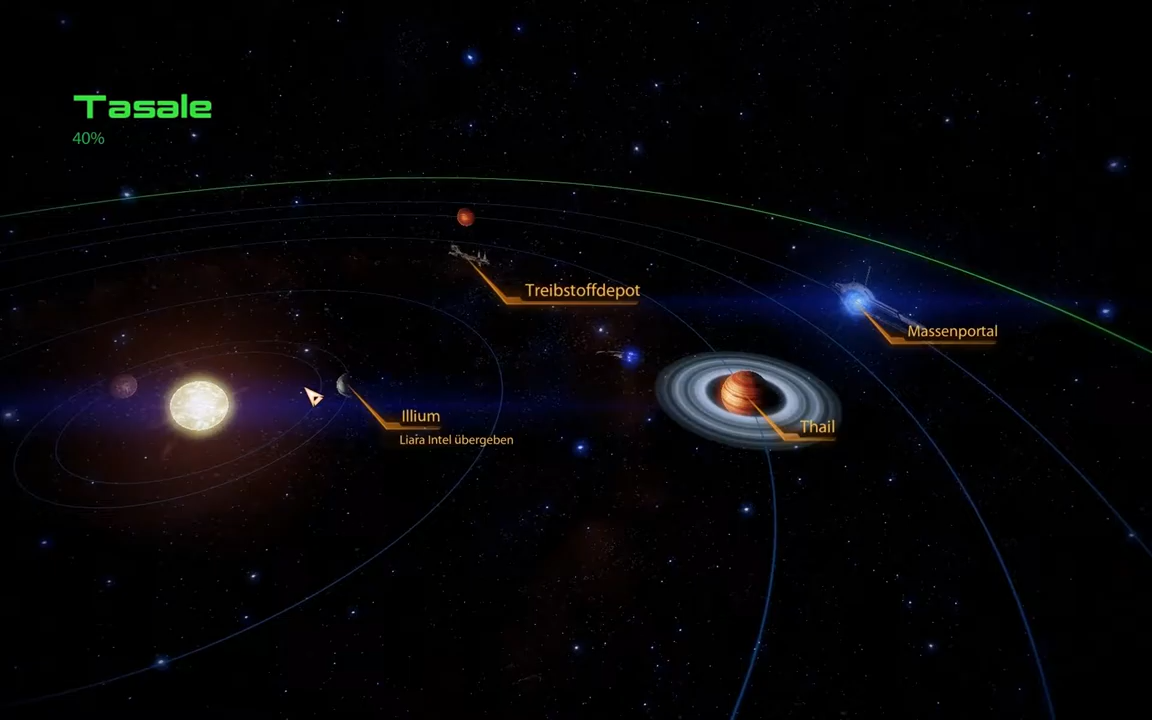 Tasale
40%
Treibstoffdepot
Massenportal
Illium
Liara Intel übergeben
Thail